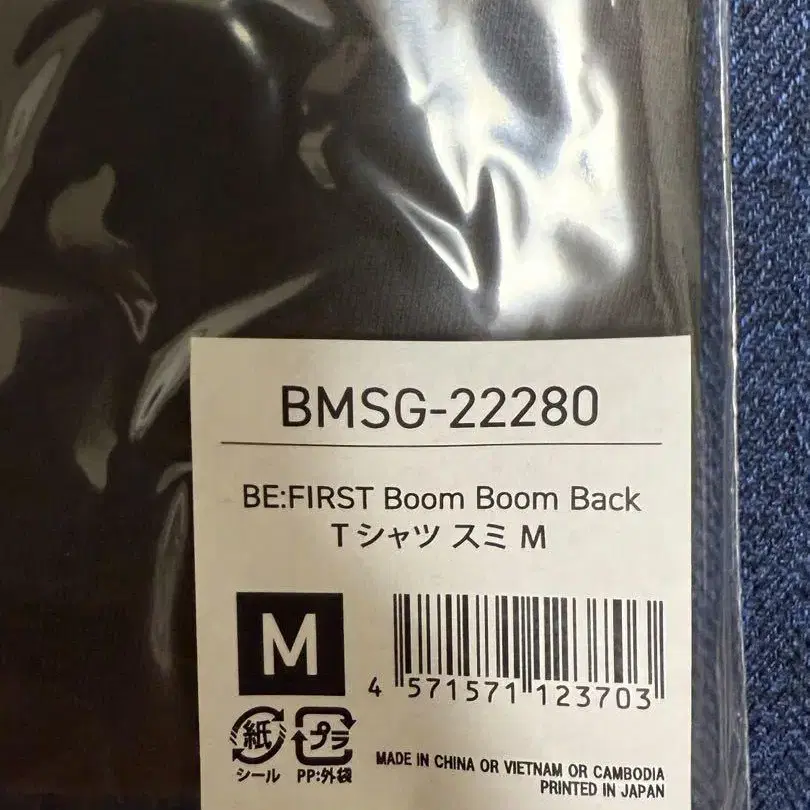 BMSG-22280
BE:FIRST Boom Boom Back
Tシャツ スミ M
M
4 571571 123703
紙 プラ
シール PP:外袋
MADE IN CHINA OR VIETNAM OR CAMBODIA
PRINTED IN JAPAN